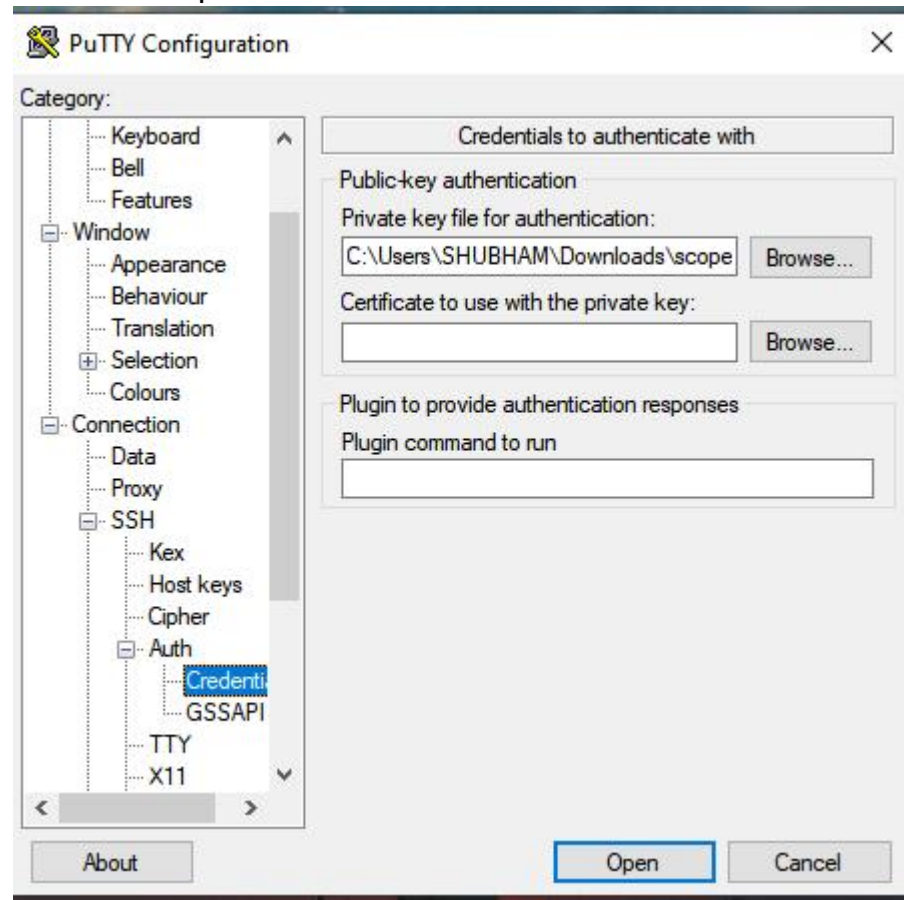 PuTTY Configuration
Category:
Keyboard
Bell
Features
Window
Appearance
Behaviour
Translation
Selection
Colours
Connection
Data
Proxy
SSH
Kex
Host keys
Cipher
Auth
Credenti
GSSAPI
TTY
X11
Credentials to authenticate with
Public-key authentication
Private key file for authentication:
C:\Users\SHUBHAM\Downloads\scope
Browse...
Certificate to use with the private key:
Browse...
Plugin to provide authentication responses
Plugin command to run
About
Open
Cancel